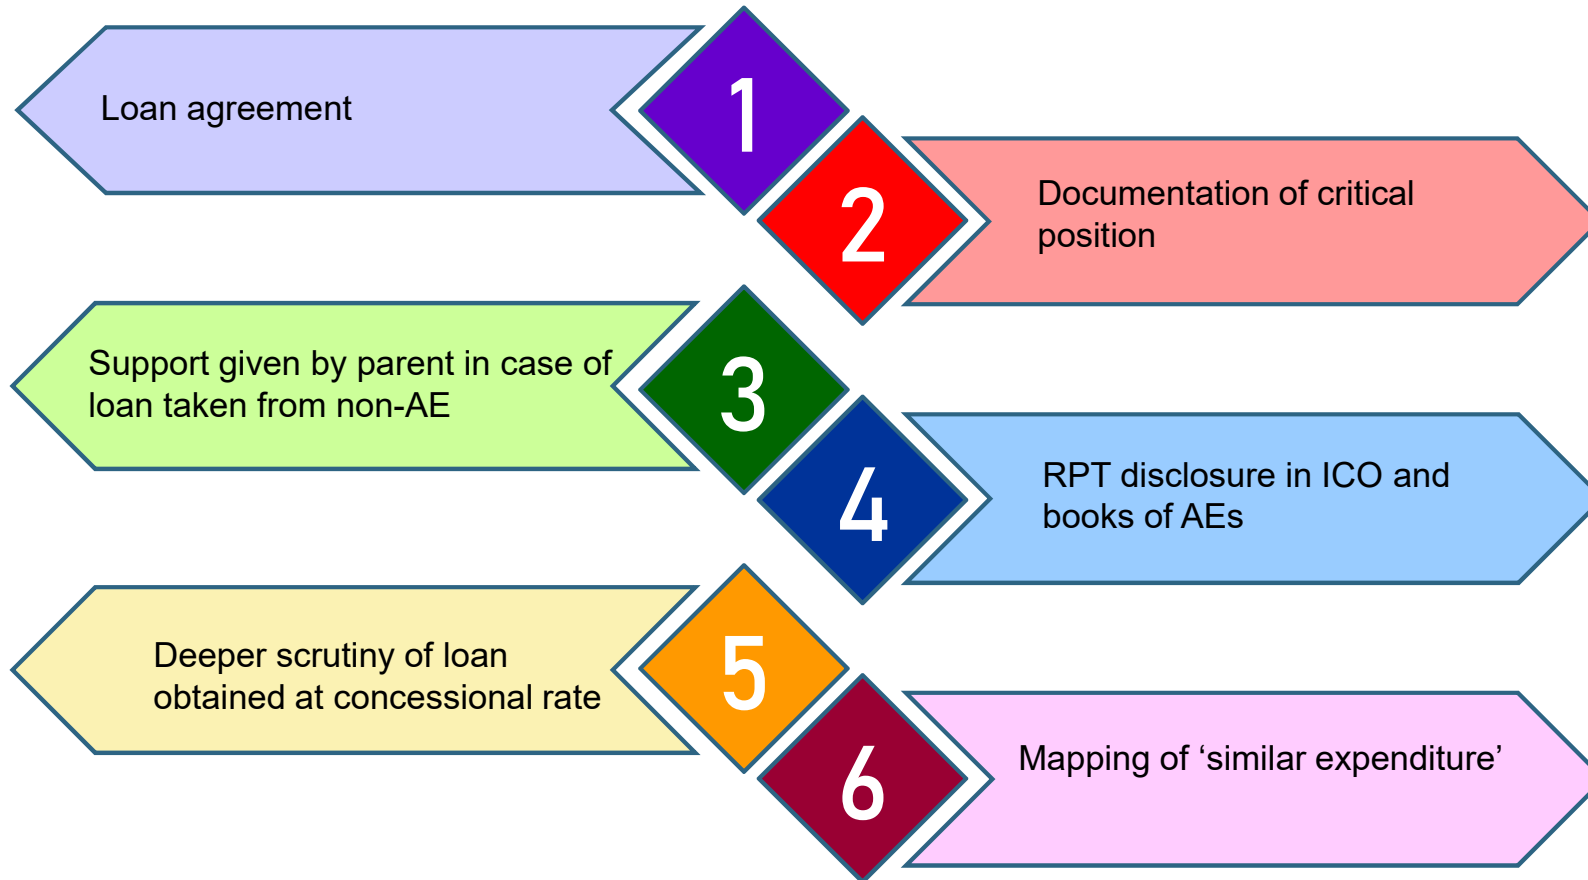 Loan agreement
1
2
Documentation of critical
position
Support given by parent in case of
loan taken from non-AE
3
4
RPT disclosure in ICO and
books of AEs
Deeper scrutiny of loan
obtained at concessional rate
5
6
Mapping of ‘similar expenditure’